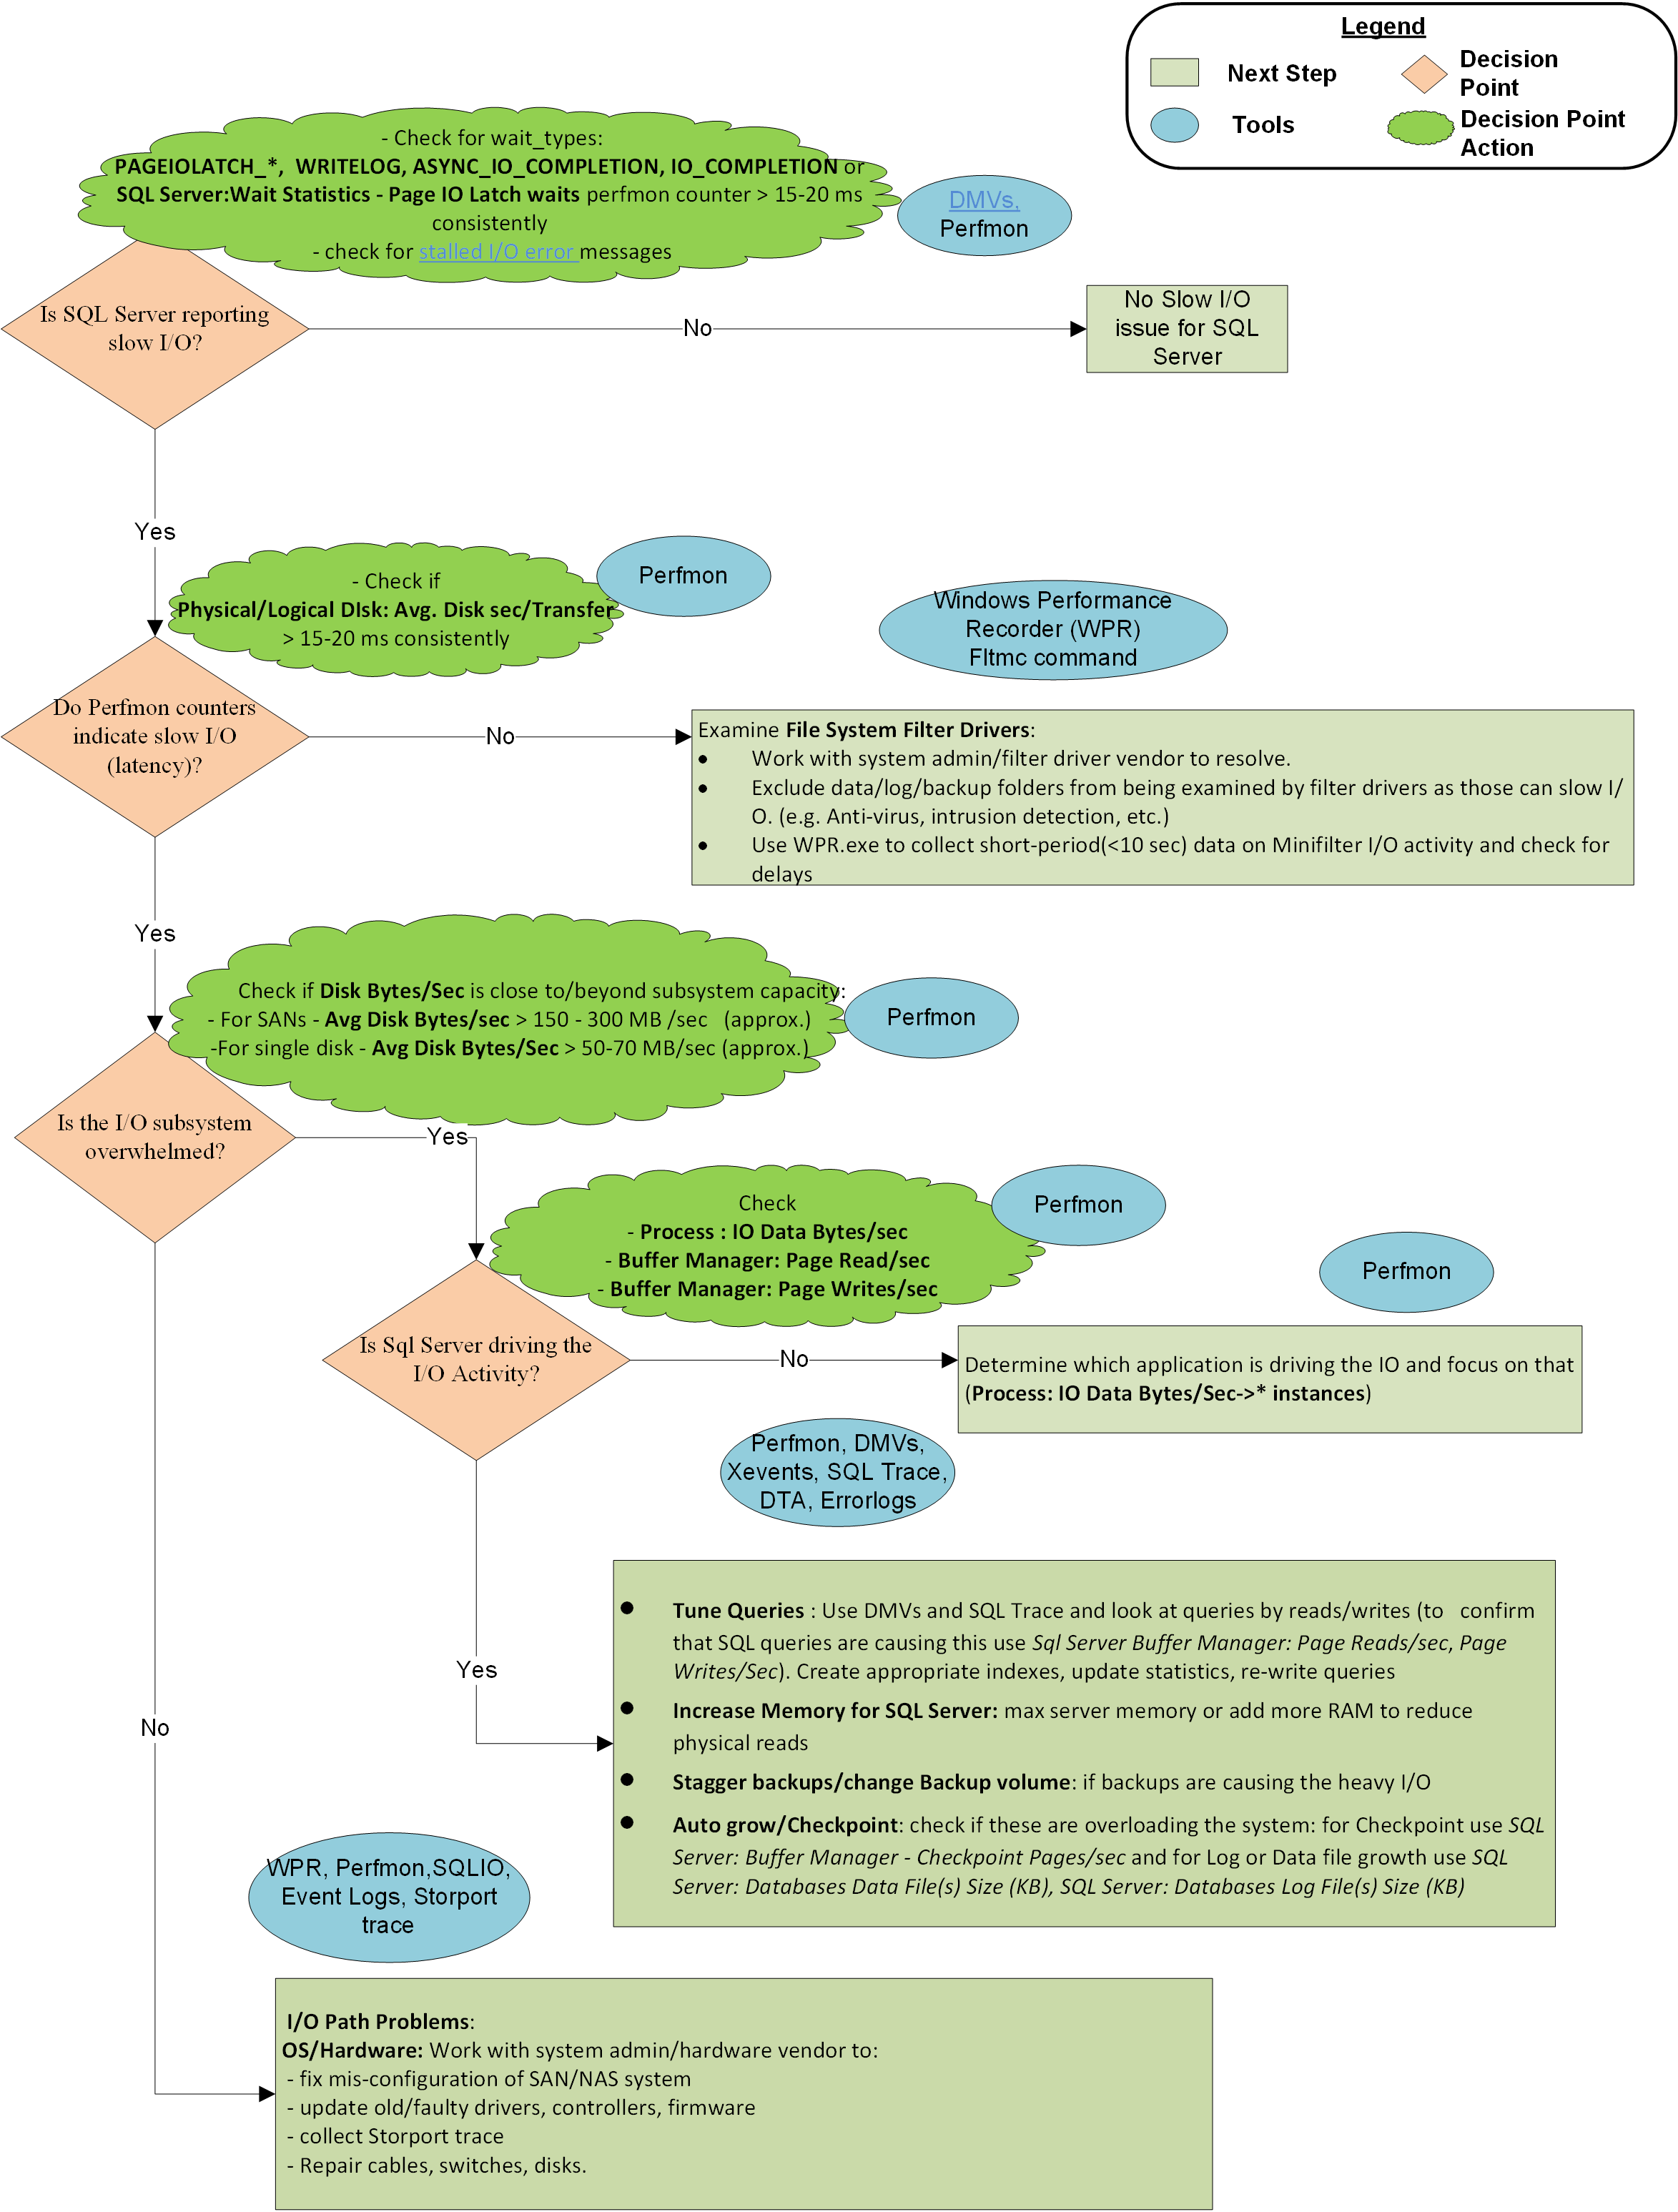 Legend
Next Step
Decision
Point
Tools
Decision Point
Action
- Check for wait_types:
PAGEIOLATCH_*,  WRITELOG, ASYNC_IO_COMPLETION, IO_COMPLETION or
SQL Server:Wait Statistics - Page IO Latch waits perfmon counter > 15-20 ms
consistently
- check for stalled I/O error messages
DMVs,
Perfmon
Is SQL Server reporting
slow I/O?
No
No Slow I/O
issue for SQL
Server
Yes
- Check if
Physical/Logical DIsk: Avg. Disk sec/Transfer
> 15-20 ms consistently
Perfmon
Windows Performance
Recorder (WPR)
Fltmc command
Do Perfmon counters
indicate slow I/O
(latency)?
No
Examine File System Filter Drivers:
• Work with system admin/filter driver vendor to resolve.
• Exclude data/log/backup folders from being examined by filter drivers as those can slow I/
O. (e.g. Anti-virus, intrusion detection, etc.)
• Use WPR.exe to collect short-period(<10 sec) data on Minifilter I/O activity and check for
delays
Yes
Check if Disk Bytes/Sec is close to/beyond subsystem capacity:
- For SANs - Avg Disk Bytes/sec > 150 - 300 MB /sec   (approx.)
-For single disk - Avg Disk Bytes/Sec > 50-70 MB/sec (approx.)
Perfmon
Is the I/O subsystem
overwhelmed?
Yes
Check
- Process : IO Data Bytes/sec
- Buffer Manager: Page Read/sec
- Buffer Manager: Page Writes/sec
Perfmon
Perfmon
Is Sql Server driving the
I/O Activity?
No
Determine which application is driving the IO and focus on that
(Process: IO Data Bytes/Sec->* instances)
Perfmon, DMVs,
Xevents, SQL Trace,
DTA, Errorlogs
Yes
• Tune Queries : Use DMVs and SQL Trace and look at queries by reads/writes (to   confirm
that SQL queries are causing this use Sql Server Buffer Manager: Page Reads/sec, Page
Writes/Sec). Create appropriate indexes, update statistics, re-write queries
• Increase Memory for SQL Server: max server memory or add more RAM to reduce
physical reads
• Stagger backups/change Backup volume: if backups are causing the heavy I/O
• Auto grow/Checkpoint: check if these are overloading the system: for Checkpoint use SQL
Server: Buffer Manager - Checkpoint Pages/sec and for Log or Data file growth use SQL
Server: Databases Data File(s) Size (KB), SQL Server: Databases Log File(s) Size (KB)
No
WPR, Perfmon,SQLIO,
Event Logs, Storport
trace
I/O Path Problems:
OS/Hardware: Work with system admin/hardware vendor to:
- fix mis-configuration of SAN/NAS system
- update old/faulty drivers, controllers, firmware
- collect Storport trace
- Repair cables, switches, disks.